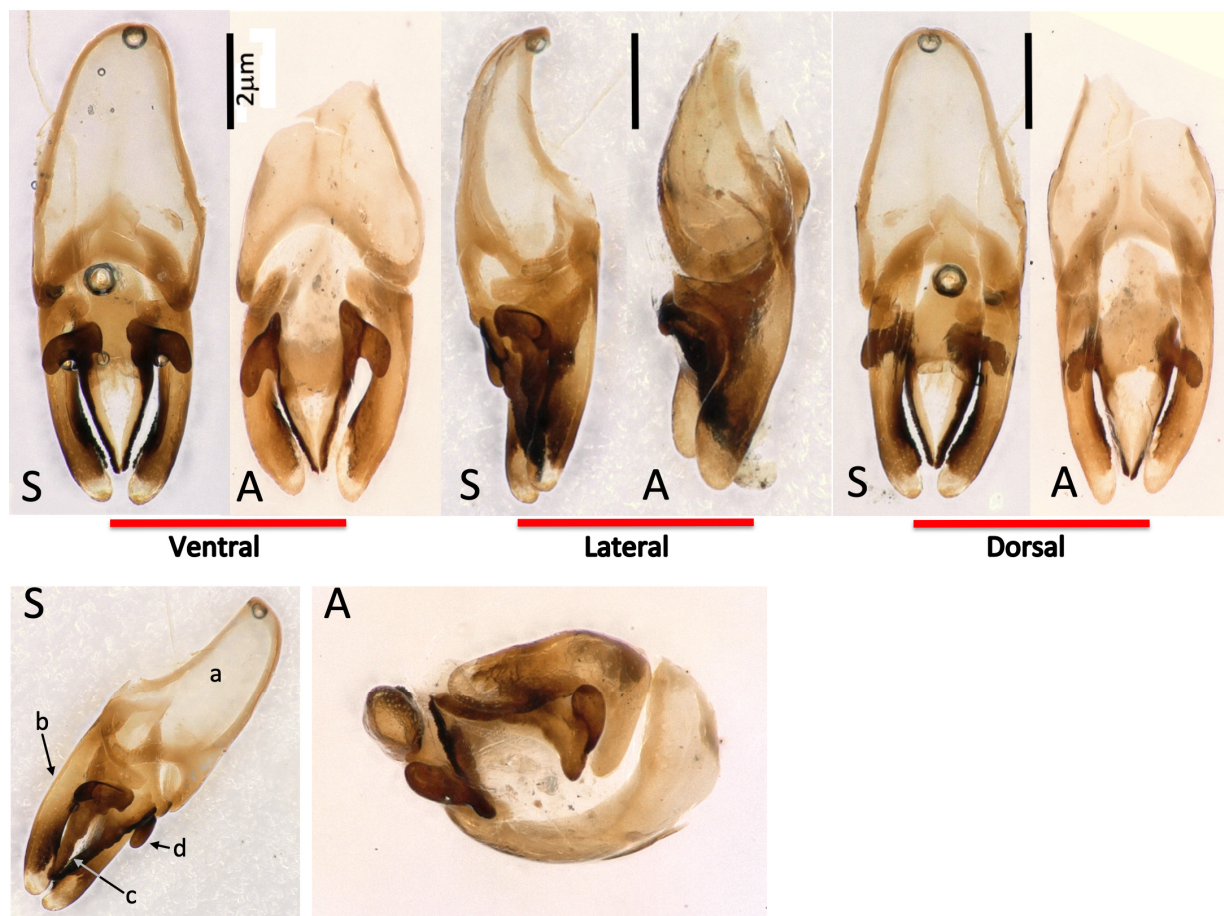 2μm
S A S A S A
Ventral Lateral Dorsal
S A
a
b
d
c